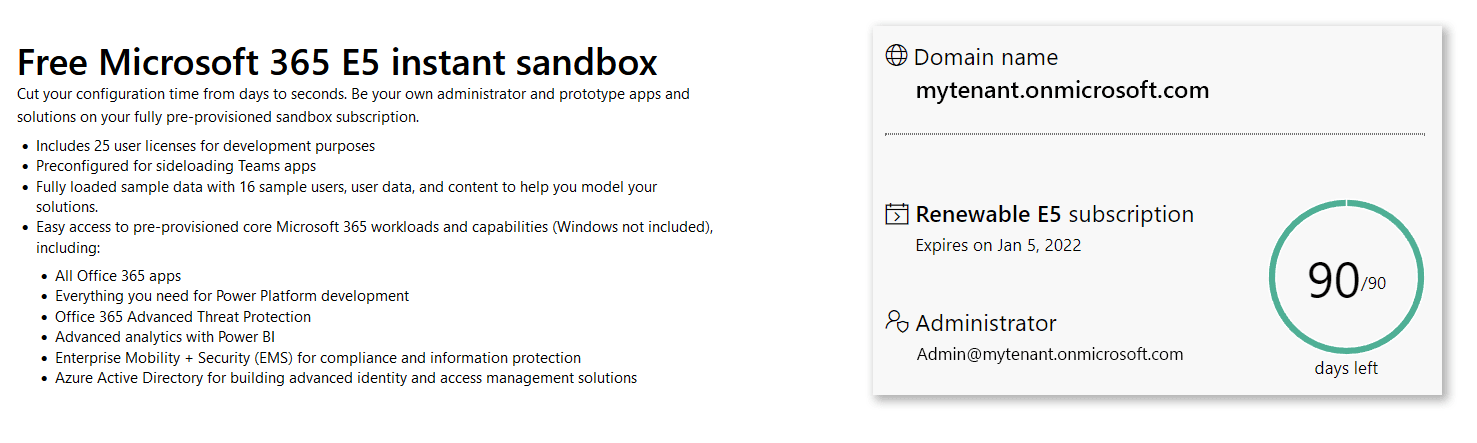 Free Microsoft 365 E5 instant sandbox
Cut your configuration time from days to seconds. Be your own administrator and prototype apps and
solutions on your fully pre-provisioned sandbox subscription.
• Includes 25 user licenses for development purposes
• Preconfigured for sideloading Teams apps
• Fully loaded sample data with 16 sample users, user data, and content to help you model your
solutions.
• Easy access to pre-provisioned core Microsoft 365 workloads and capabilities (Windows not included),
including:
• All Office 365 apps
• Everything you need for Power Platform development
• Office 365 Advanced Threat Protection
• Advanced analytics with Power BI
• Enterprise Mobility + Security (EMS) for compliance and information protection
• Azure Active Directory for building advanced identity and access management solutions
Domain name
mytenant.onmicrosoft.com
Renewable E5 subscription
Expires on Jan 5, 2022
90/90
days left
Administrator
Admin@mytenant.onmicrosoft.com